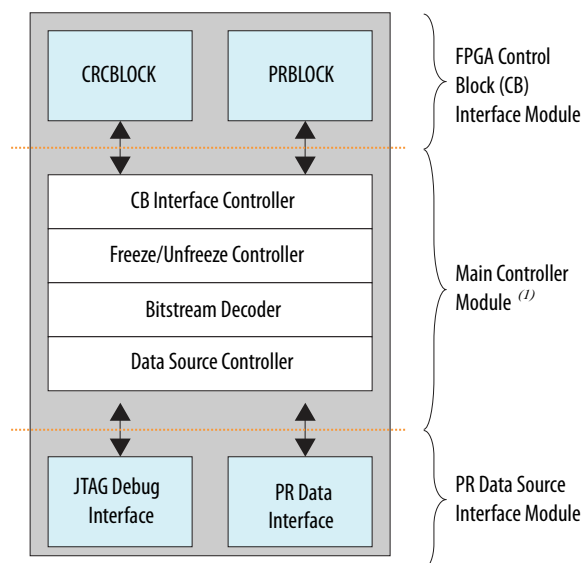 CRCBLOCK
PRBLOCK
FPGA Control
Block (CB)
Interface Module
CB Interface Controller
Freeze/Unfreeze Controller
Bitstream Decoder
Data Source Controller
Main Controller
Module (1)
JTAG Debug
Interface
PR Data
Interface
PR Data Source
Interface Module